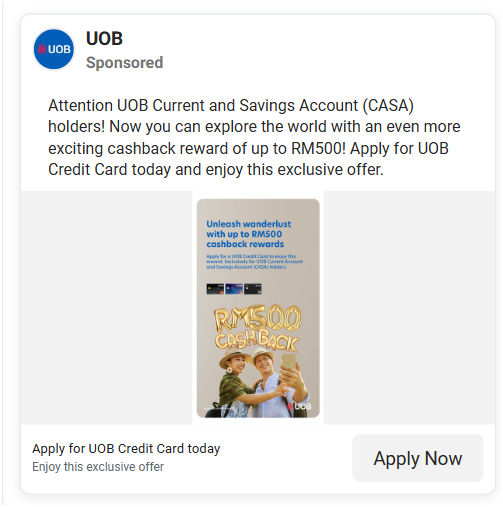 UOB
UOB
Sponsored
Attention UOB Current and Savings Account (CASA)
holders! Now you can explore the world with an even more
exciting cashback reward of up to RM500! Apply for UOB
Credit Card today and enjoy this exclusive offer.
Unleash wanderlust
with up to RM500
cashback rewards
Apply for a UOB Credit Card to enjoy this
reward. Exclusively for UOB Current Account
and Savings Account (CASA) holders.
RM500
CASHBACK
UOB
Apply for UOB Credit Card today
Enjoy this exclusive offer
Apply Now